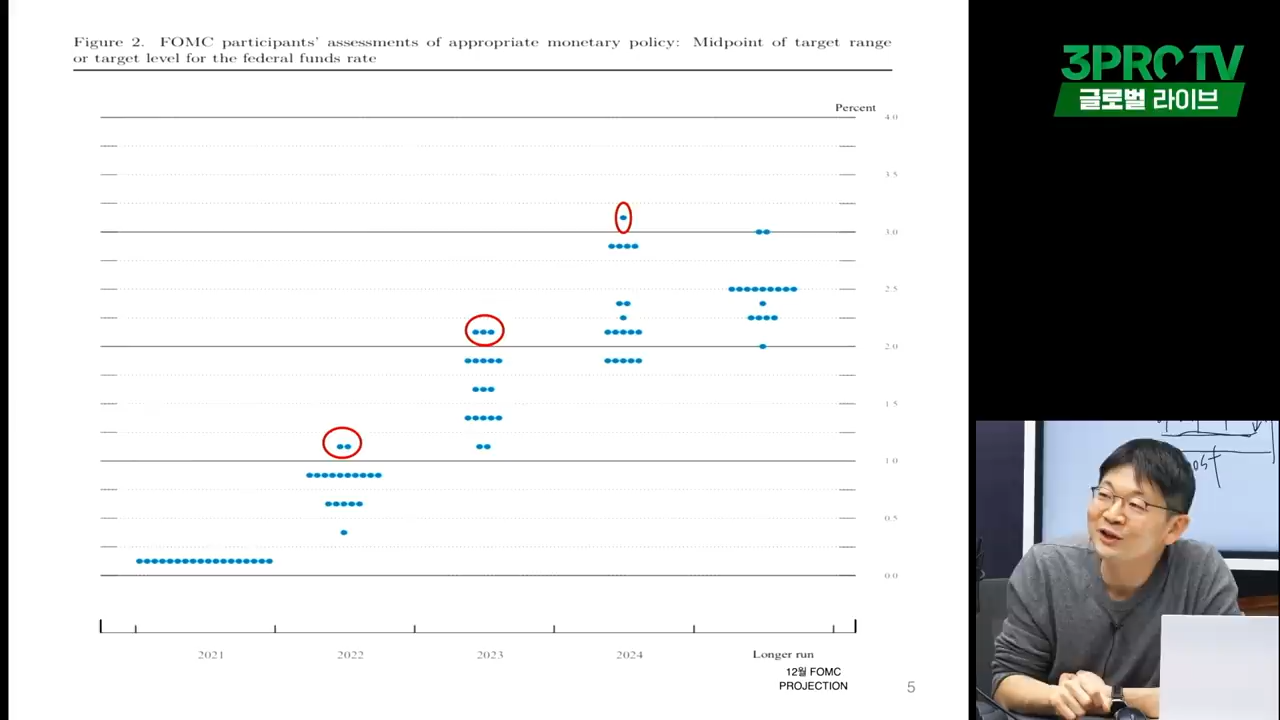 Figure 2. FOMC participants' assessments of appropriate monetary policy: Midpoint of target range
or target level for the federal funds rate
3PRO TV
글로벌 라이브
Percent
4.0
3.5
3.0
2.5
2.0
1.5
1.0
0.5
0.0
2021
2022
2023
2024
Longer run
12월 FOMC
PROJECTION
5